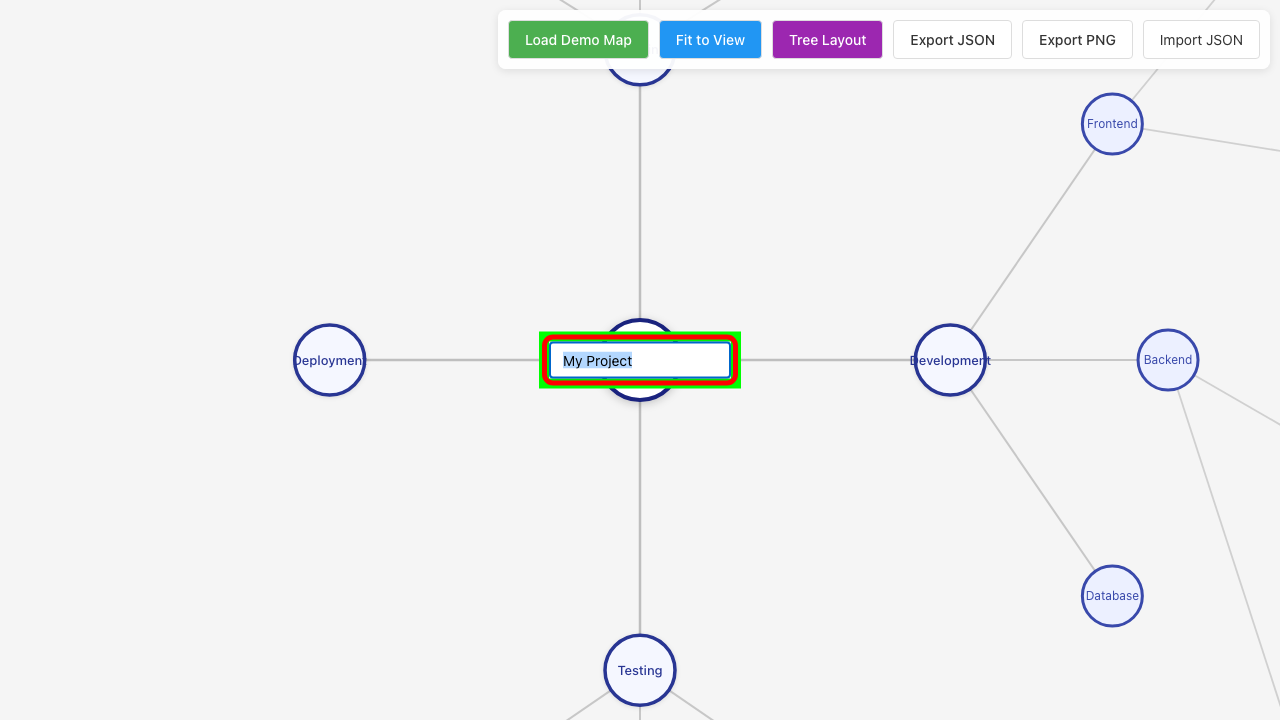 Load Demo Map
Fit to View
Tree Layout
Export JSON
Export PNG
Import JSON
Frontend
Deployment
My Project
Development
Backend
Database
Testing